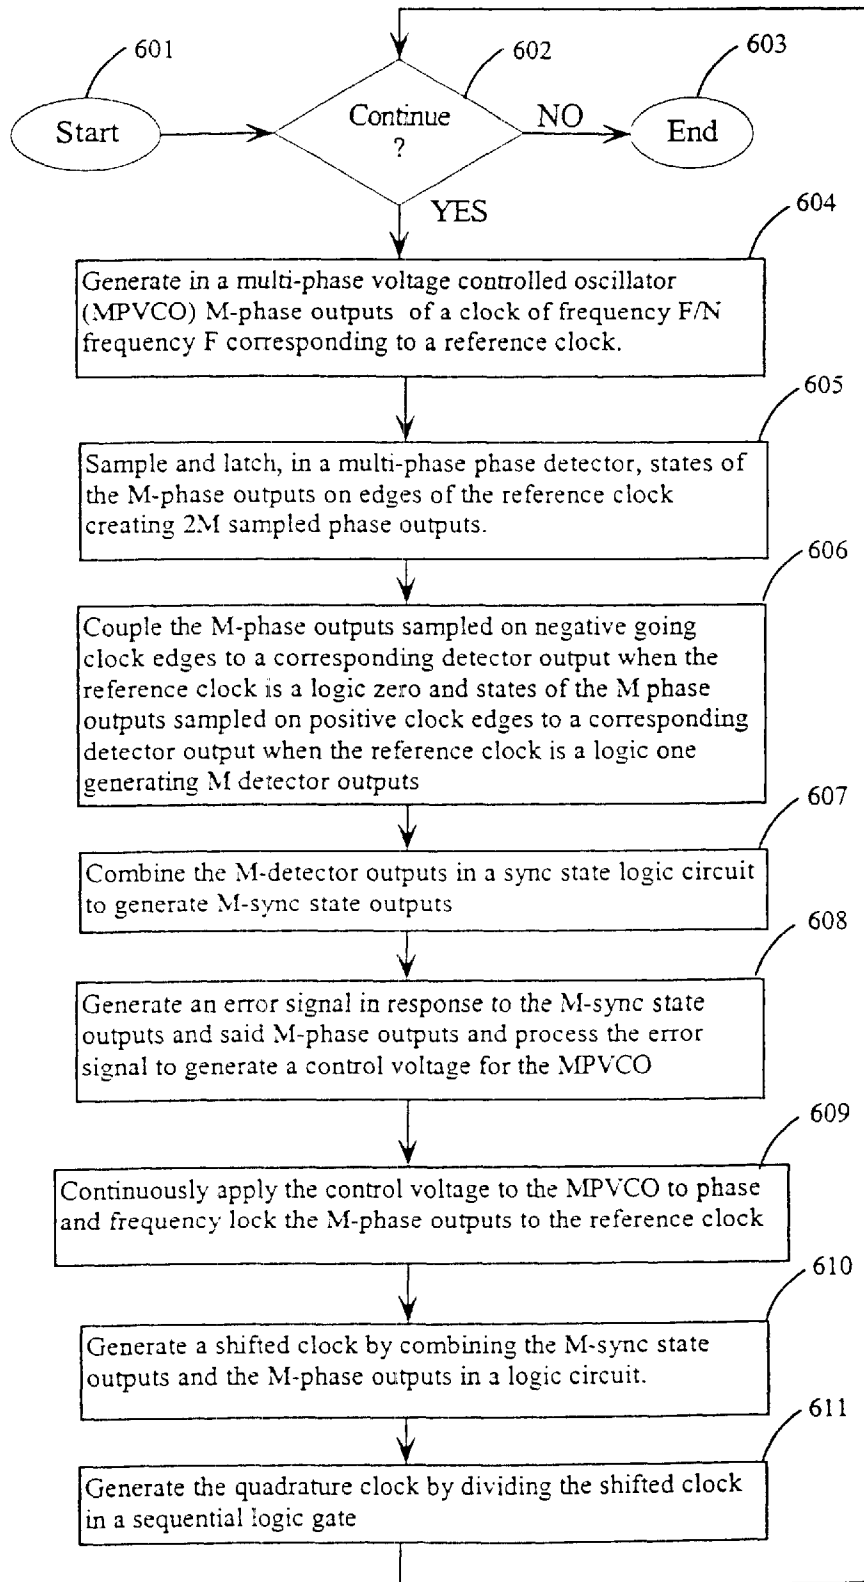 601
602
603
Start
Continue
?
NO
End
YES
604
Generate in a multi-phase voltage controlled oscillator
(MPVCO) M-phase outputs of a clock of frequency F/N
frequency F corresponding to a reference clock.
605
Sample and latch, in a multi-phase phase detector, states of
the M-phase outputs on edges of the reference clock
creating 2M sampled phase outputs.
606
Couple the M-phase outputs sampled on negative going
clock edges to a corresponding detector output when the
reference clock is a logic zero and states of the M phase
outputs sampled on positive clock edges to a corresponding
detector output when the reference clock is a logic one
generating M detector outputs
607
Combine the M-detector outputs in a sync state logic circuit
to generate M-sync state outputs
608
Generate an error signal in response to the M-sync state
outputs and said M-phase outputs and process the error
signal to generate a control voltage for the MPVCO
609
Continuously apply the control voltage to the MPVCO to phase
and frequency lock the M-phase outputs to the reference clock
610
Generate a shifted clock by combining the M-sync state
outputs and the M-phase outputs in a logic circuit.
611
Generate the quadrature clock by dividing the shifted clock
in a sequential logic gate